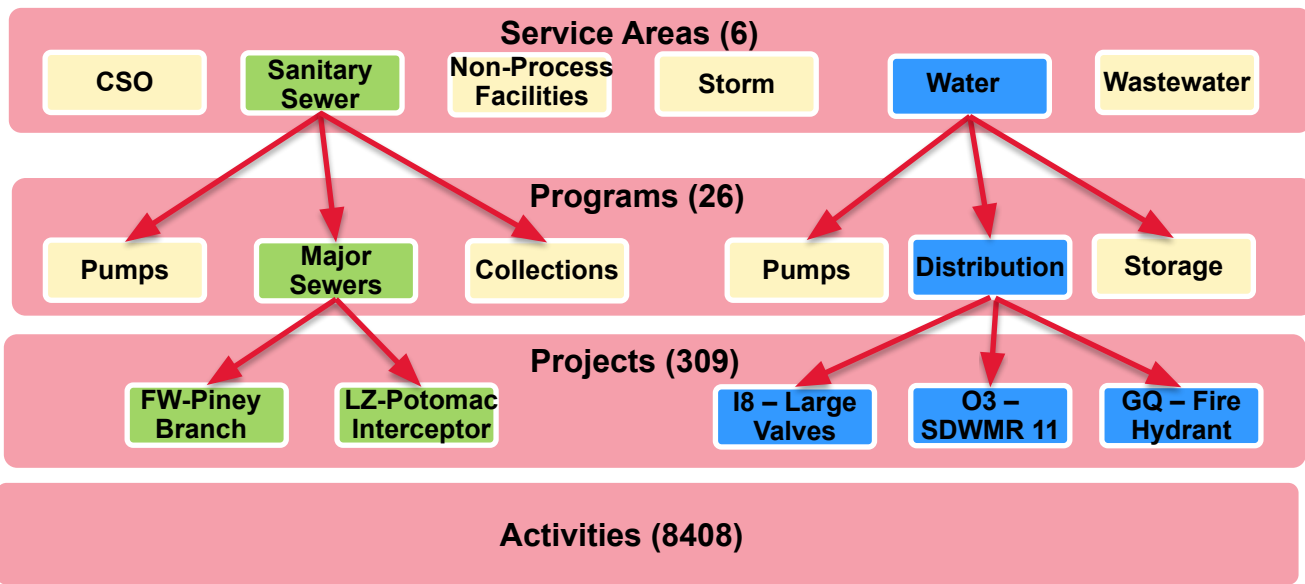 Service Areas (6)
CSO
Sanitary
Sewer
Non-Process
Facilities
Storm
Water
Wastewater
Programs (26)
Pumps
Major
Sewers
Collections
Pumps
Distribution
Storage
Projects (309)
FW-Piney
Branch
LZ-Potomac
Interceptor
I8 – Large
Valves
O3 –
SDWMR 11
GQ – Fire
Hydrant
Activities (8408)